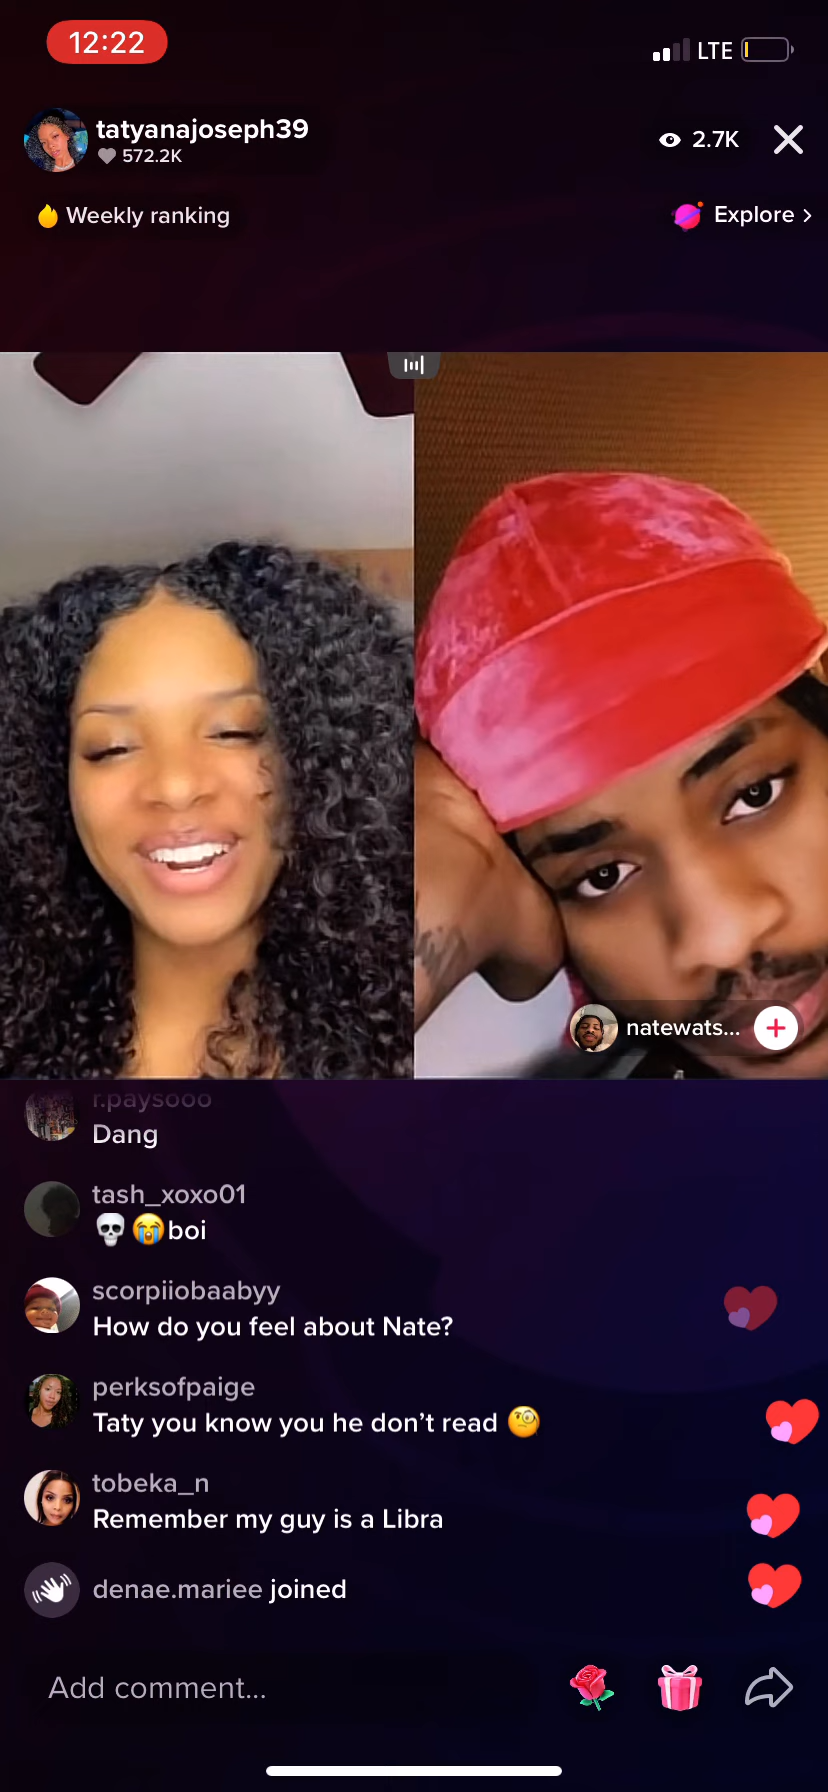 12:22
LTE
tatyanajoseph39
572.2K
2.7K
Weekly ranking
Explore >
natewats...
r.paysooo
Dang
tash_xoxo01
💀😭boi
scorpiiobaabyy
How do you feel about Nate?
perksofpaige
Taty you know you he don’t read 🧐
tobeka_n
Remember my guy is a Libra
denae.mariee joined
Add comment...